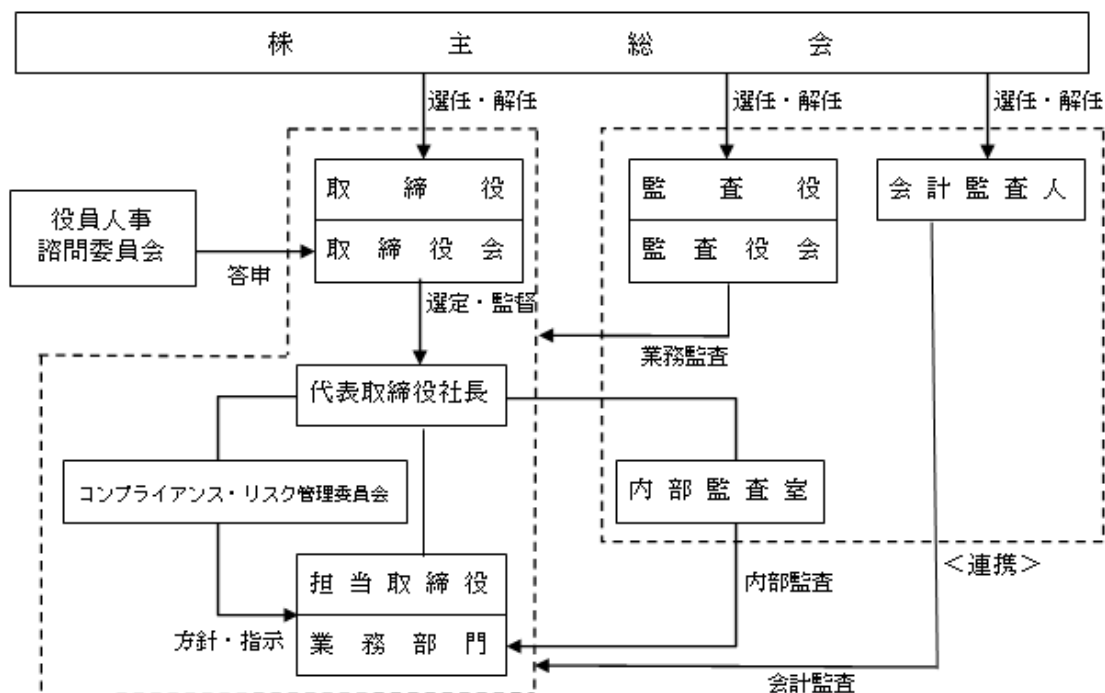 株主総会
選任・解任
選任・解任
選任・解任
取締役
監査役
会計監査人
役員人事
諮問委員会
取締役会
監査役会
答申
選定・監督
業務監査
代表取締役社長
コンプライアンス・リスク管理委員会
内部監査室
＜連携＞
担当取締役
内部監査
方針・指示
業務部門
会計監査